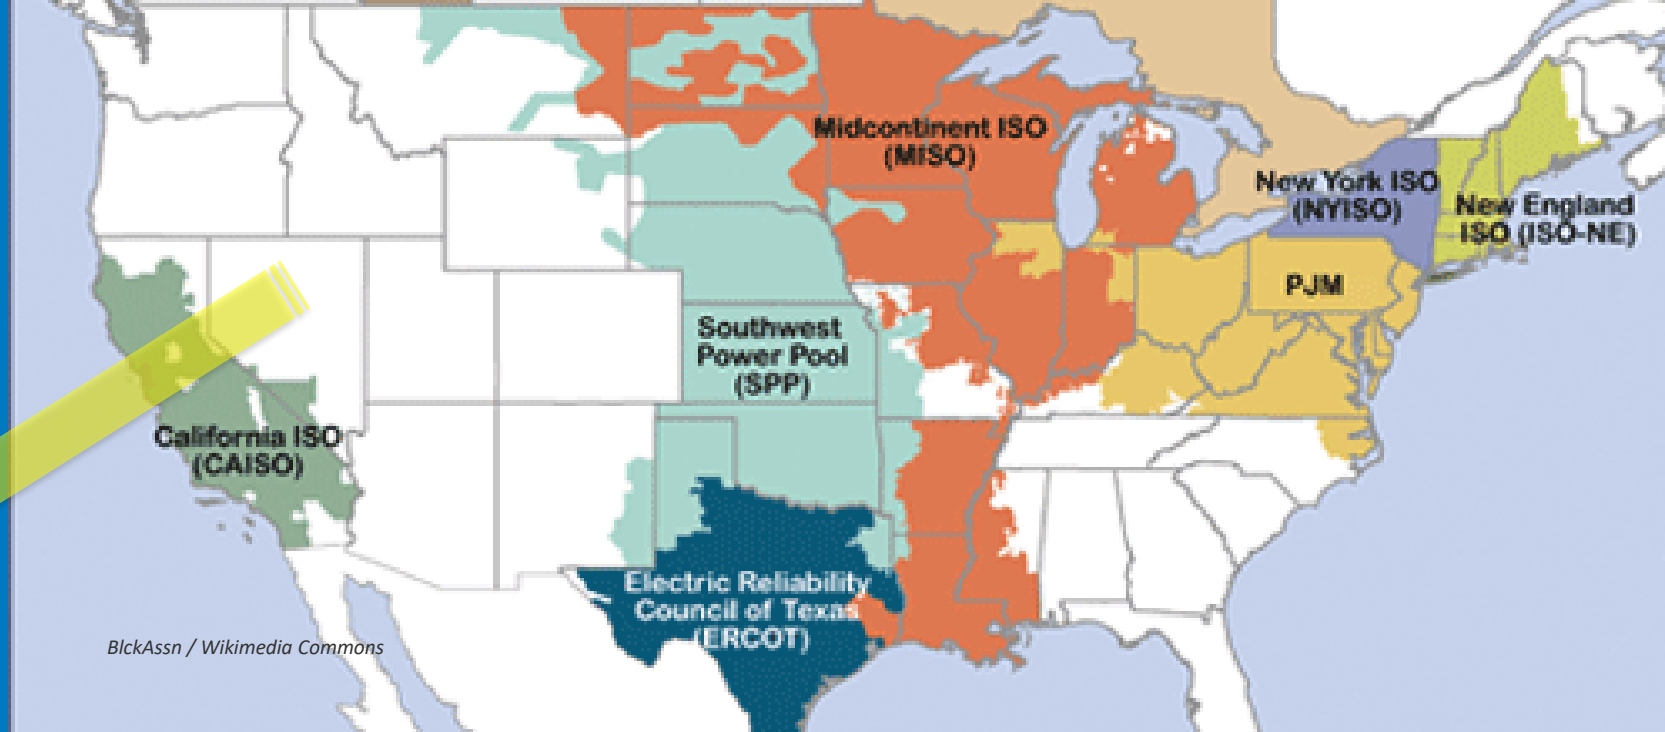 Midcontinent ISO
(MISO)
New York ISO
(NYISO)
New England
ISO (ISO-NE)
PJM
Southwest
Power Pool
(SPP)
California ISO
(CAISO)
Electric Reliability
Council of Texas
(ERCOT)
BlckAssn / Wikimedia Commons